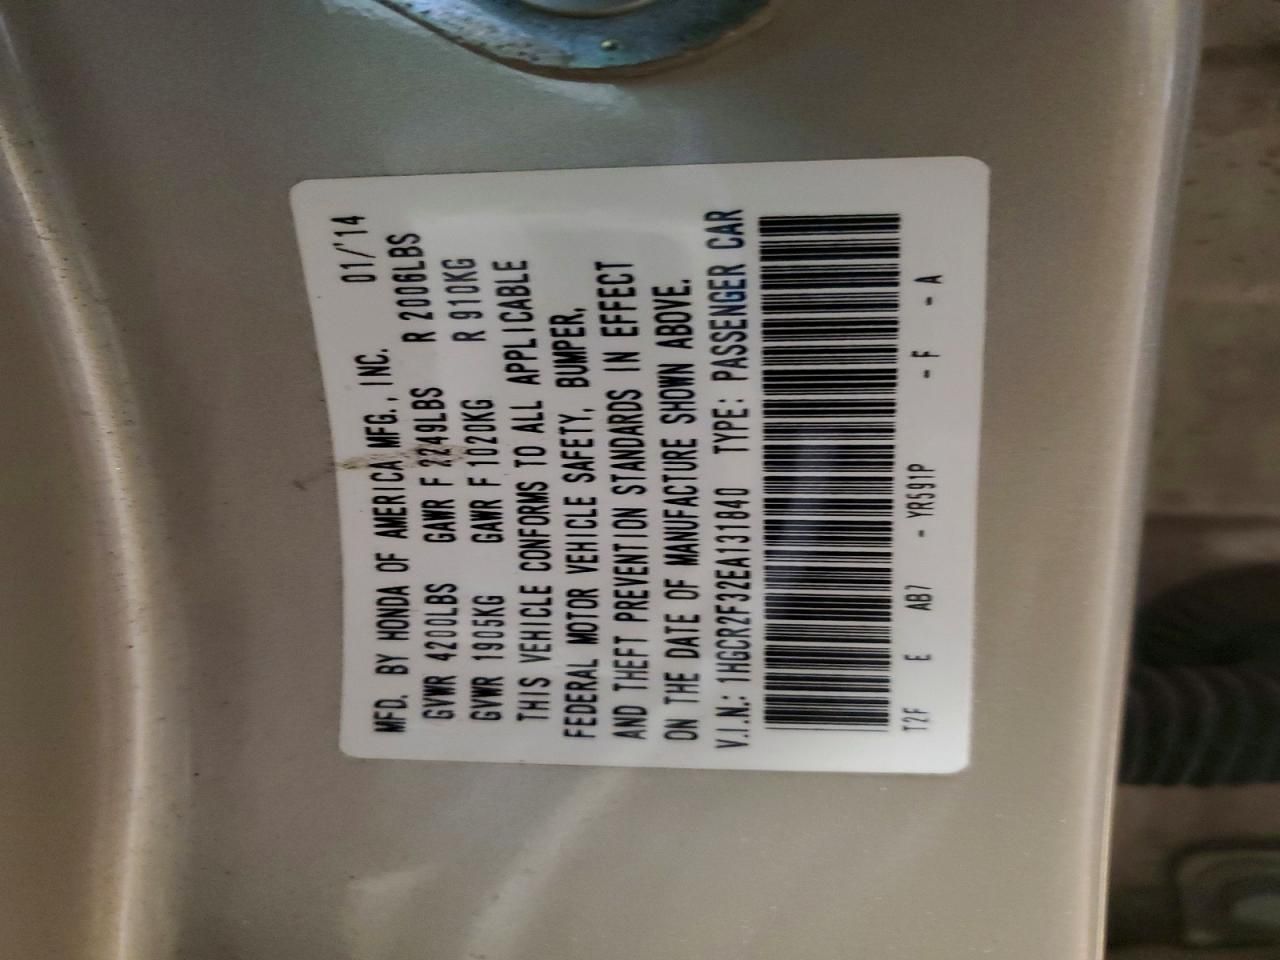 MFD. BY HONDA OF AMERICA MFG., INC. 01/'14
GVWR 4200LBS GAWR F 2249LBS R 2006LBS
GVWR 1905KG GAWR F 1020KG R 910KG
THIS VEHICLE CONFORMS TO ALL APPLICABLE
FEDERAL MOTOR VEHICLE SAFETY, BUMPER,
AND THEFT PREVENTION STANDARDS IN EFFECT
ON THE DATE OF MANUFACTURE SHOWN ABOVE.
V.I.N.: 1HGCR2F32EA131840 TYPE: PASSENGER CAR
T2F E AB7 - YR591P - F - A